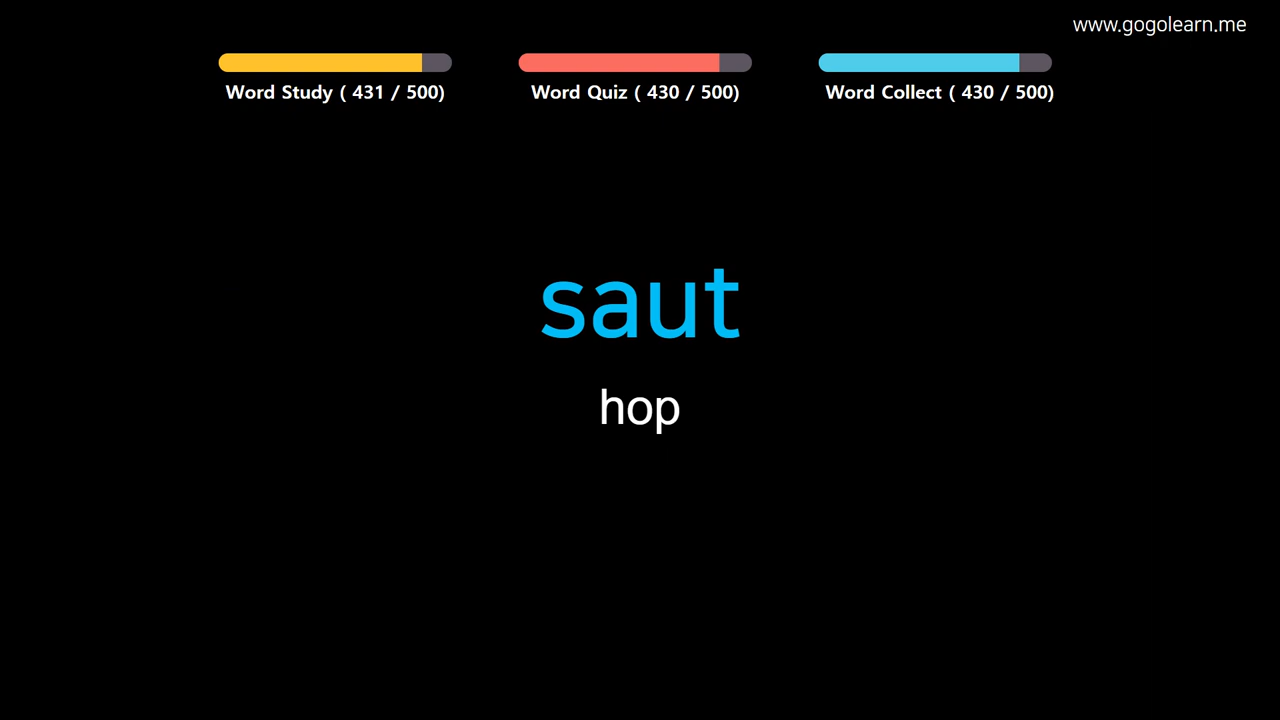 www.gogolearn.me
Word Study ( 431 / 500)
Word Quiz ( 430 / 500)
Word Collect ( 430 / 500)
saut
hop